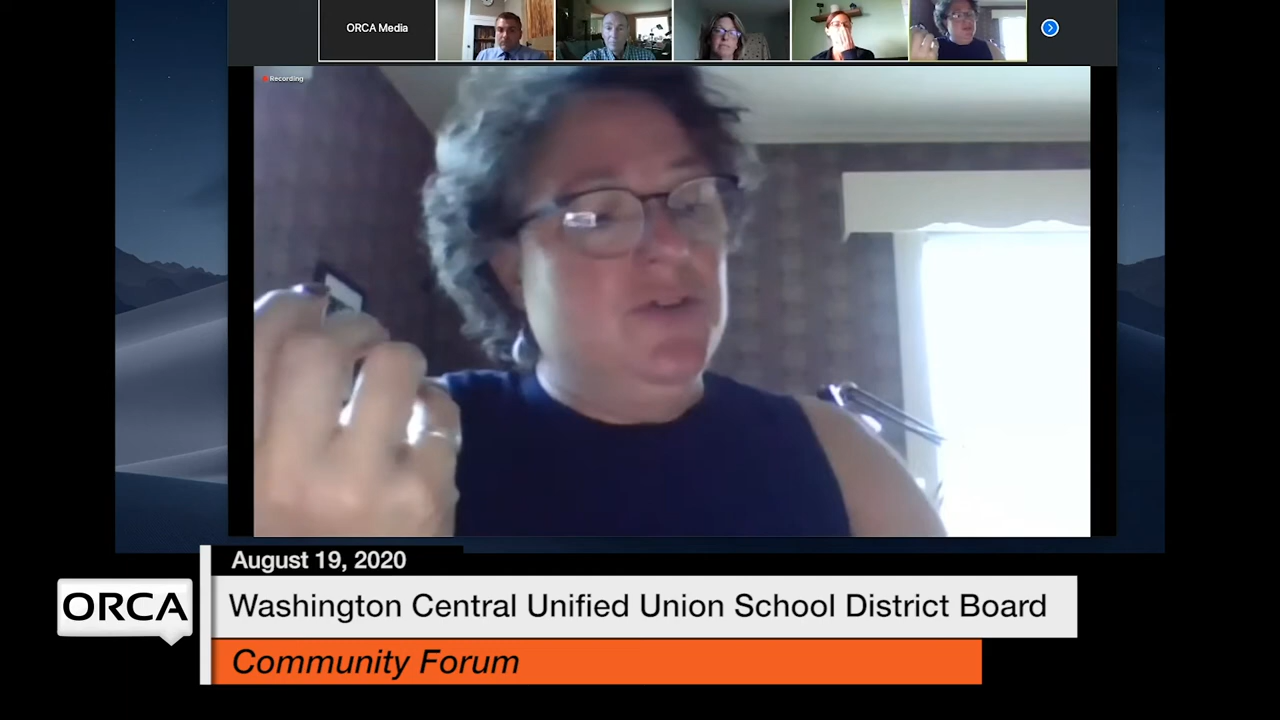 ORCA Media
Recording
August 19, 2020
ORCA
Washington Central Unified Union School District Board
Community Forum